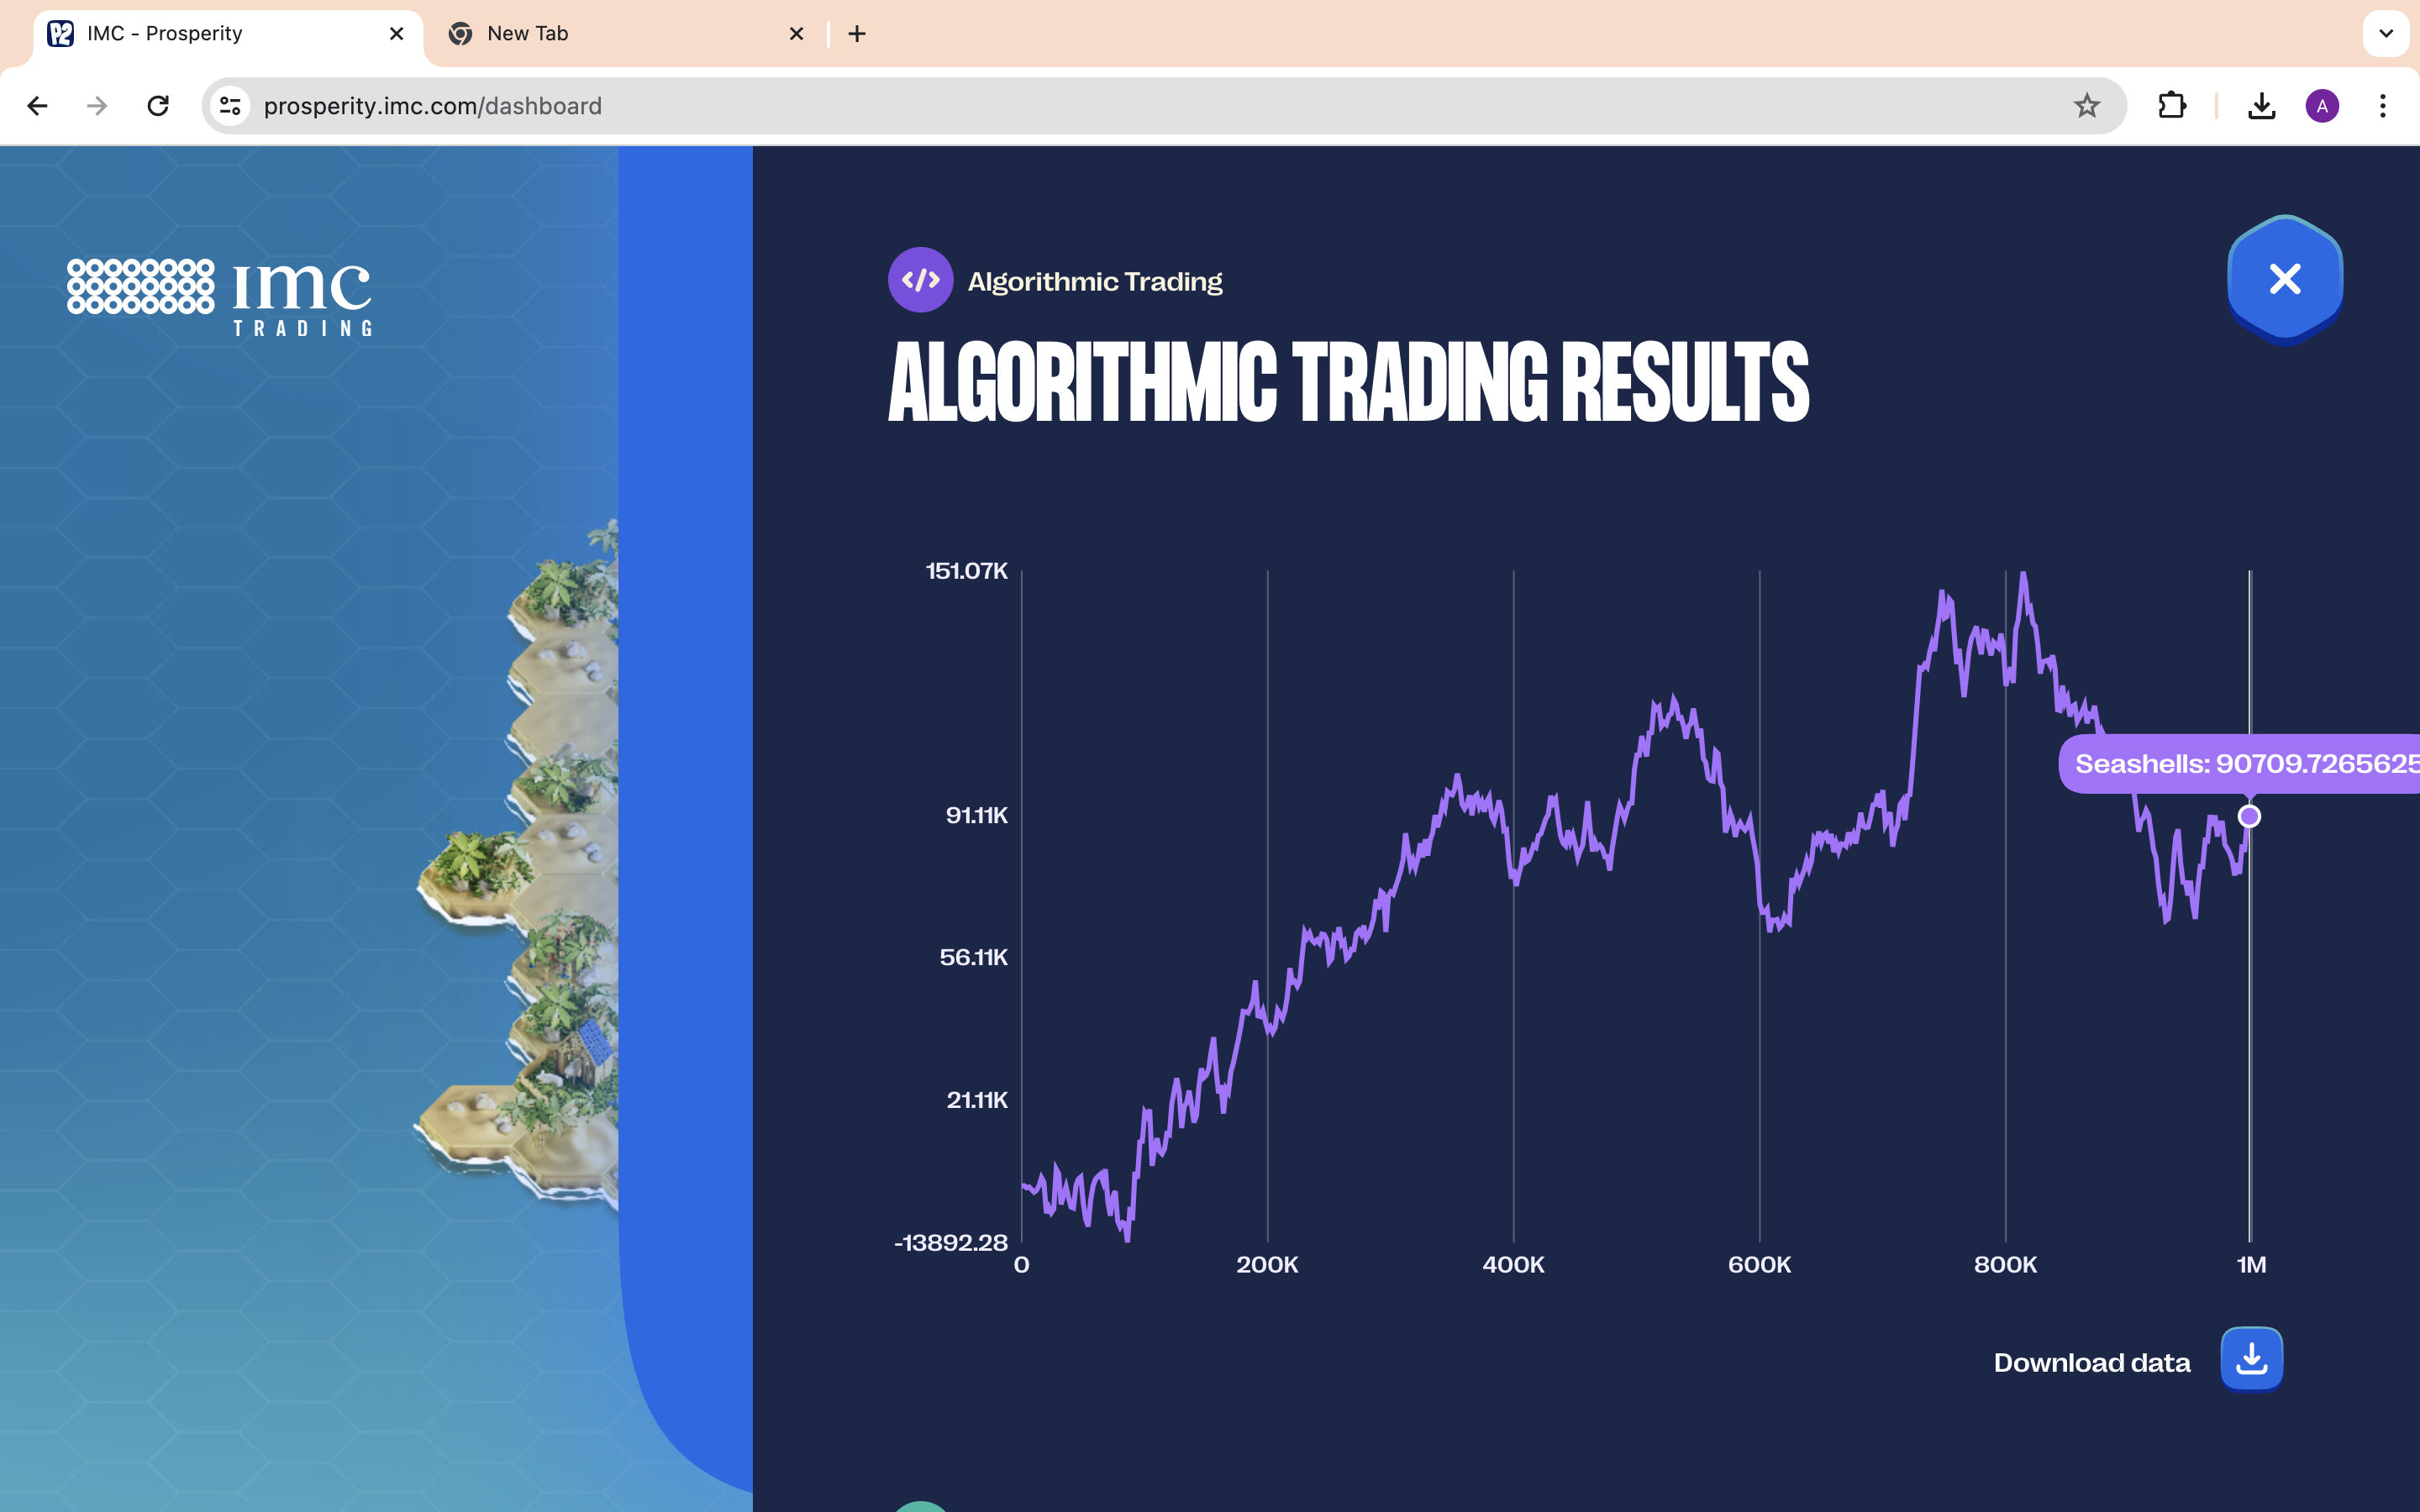 P2
IMC - Prosperity
New Tab
prosperity.imc.com/dashboard
A
imc
TRADING
</> Algorithmic Trading
ALGORITHMIC TRADING RESULTS
151.07K
91.11K
56.11K
21.11K
-13892.28
Seashells: 90709.7265625
0 200K 400K 600K 800K 1M
Download data